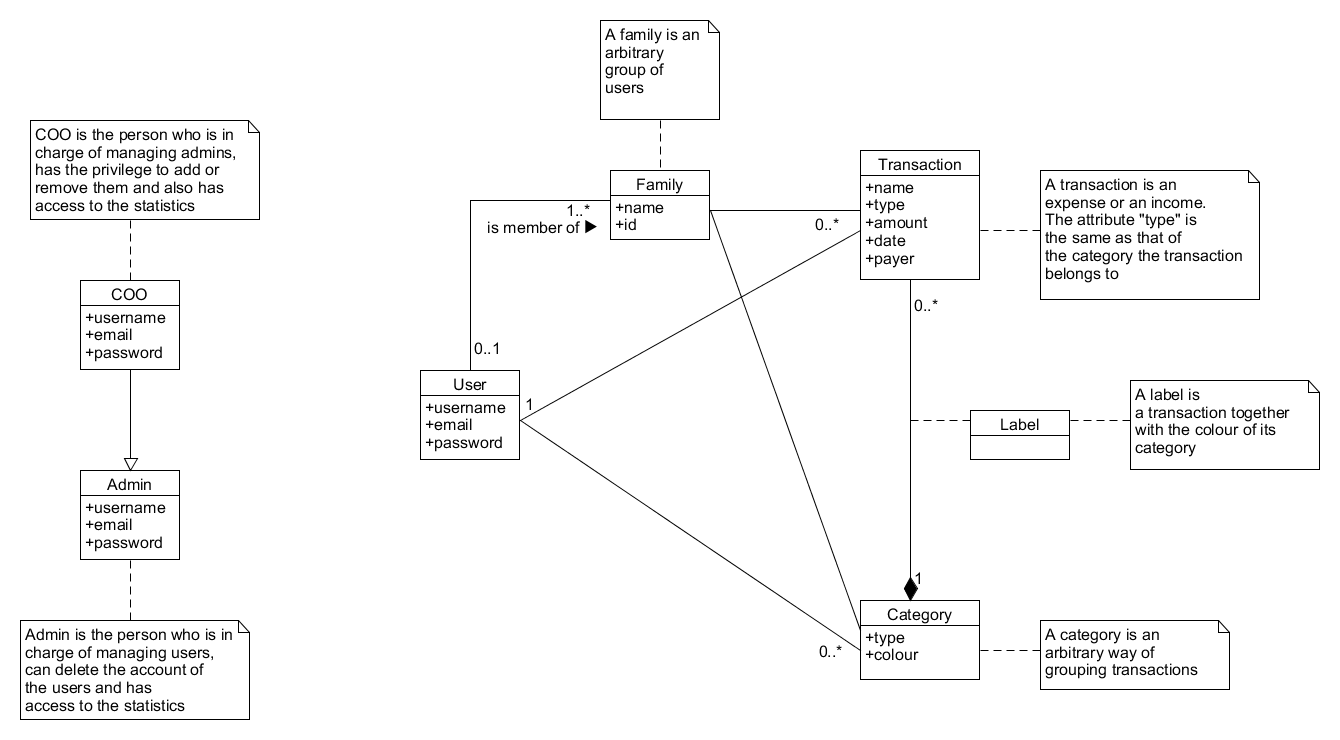 A family is an
arbitrary
group of
users
COO is the person who is in
charge of managing admins,
has the privilege to add or
remove them and also has
access to the statistics
COO
+username
+email
+password
Admin
+username
+email
+password
Admin is the person who is in
charge of managing users,
can delete the account of
the users and has
access to the statistics
Family
+name
+id
1..*
is member of ▶
0..1
User
+username
+email
+password
1
0..*
Transaction
+name
+type
+amount
+date
+payer
A transaction is an
expense or an income.
The attribute "type" is
the same as that of
the category the transaction
belongs to
0..*
Label
A label is
a transaction together
with the colour of its
category
1
0..*
Category
+type
+colour
A category is an
arbitrary way of
grouping transactions